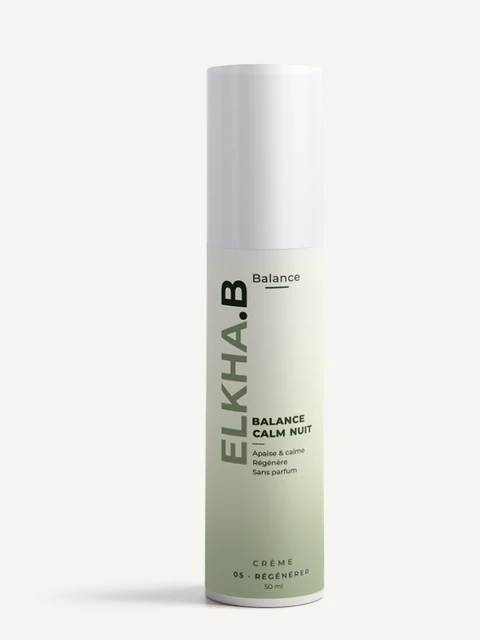 Balance
ELKHA.B
BALANCE
CALM NUIT
Apaise & calme
Régénère
Sans parfum
CRÈME
05 · RÉGÉNÉRER
50 ml